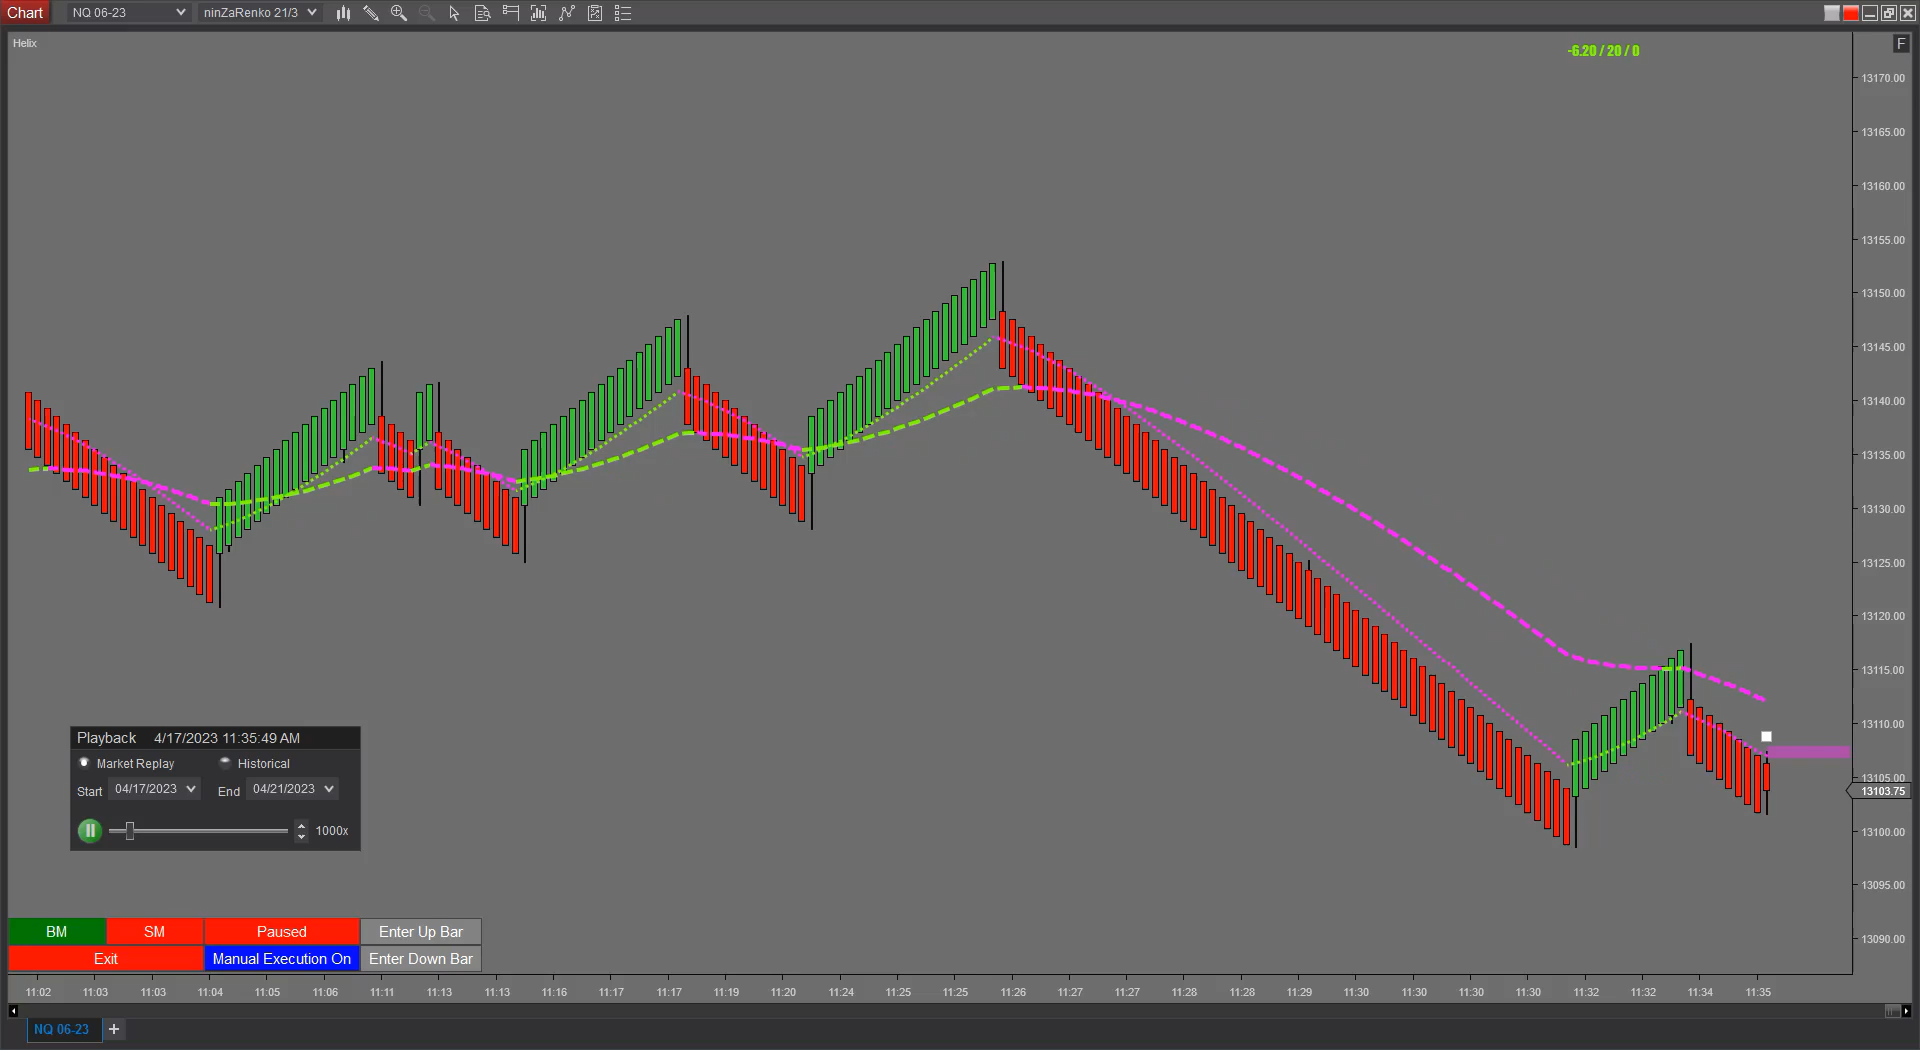 Chart NQ 06-23 ninZaRenko 21/3
Helix
-6.20 / 20 / 0
F
13170.00
13165.00
13160.00
13155.00
13150.00
13145.00
13140.00
13135.00
13130.00
13125.00
13120.00
13115.00
13110.00
13105.00
13103.75
13100.00
13095.00
13090.00
Playback 4/17/2023 11:35:49 AM
Market Replay Historical
Start 04/17/2023 End 04/21/2023
1000x
BM SM Paused Enter Up Bar
Exit Manual Execution On Enter Down Bar
11:02 11:03 11:03 11:04 11:05 11:06 11:11 11:13 11:13 11:16 11:17 11:17 11:19 11:20 11:24 11:25 11:25 11:26 11:27 11:27 11:28 11:28 11:29 11:30 11:30 11:30 11:30 11:32 11:32 11:34 11:35
NQ 06-23 +